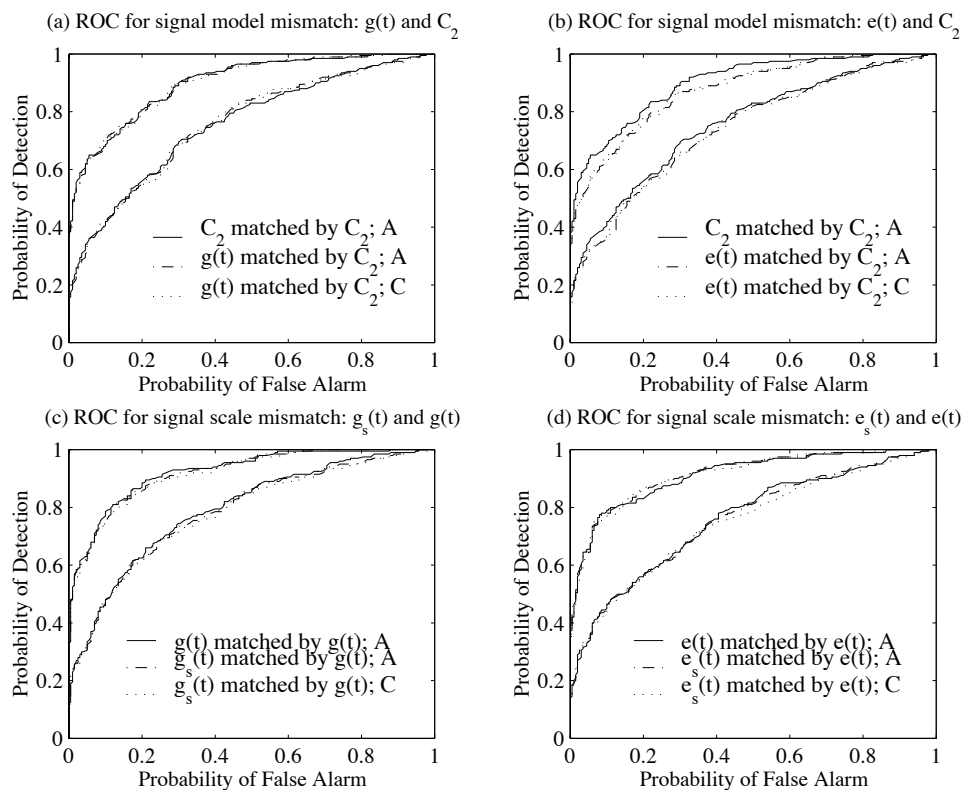 (a) ROC for signal model mismatch: g(t) and C₂
1
0.8
0.6
0.4
0.2
0
Probability of Detection
C₂ matched by C₂; A
g(t) matched by C₂; A
g(t) matched by C₂; C
0 0.2 0.4 0.6 0.8 1
Probability of False Alarm
(b) ROC for signal model mismatch: e(t) and C₂
1
0.8
0.6
0.4
0.2
0
Probability of Detection
C₂ matched by C₂; A
e(t) matched by C₂; A
e(t) matched by C₂; C
0 0.2 0.4 0.6 0.8 1
Probability of False Alarm
(c) ROC for signal scale mismatch: gₛ(t) and g(t)
1
0.8
0.6
0.4
0.2
0
Probability of Detection
g(t) matched by g(t); A
gₛ(t) matched by g(t); A
gₛ(t) matched by g(t); C
0 0.2 0.4 0.6 0.8 1
Probability of False Alarm
(d) ROC for signal scale mismatch: eₛ(t) and e(t)
1
0.8
0.6
0.4
0.2
0
Probability of Detection
e(t) matched by e(t); A
eₛ(t) matched by e(t); A
eₛ(t) matched by e(t); C
0 0.2 0.4 0.6 0.8 1
Probability of False Alarm